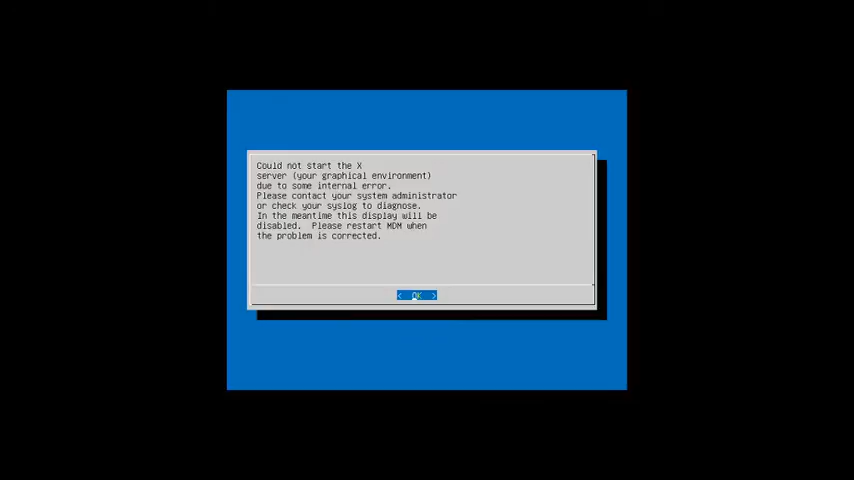 Could not start the X
server (your graphical environment)
due to some internal error.
Please contact your system administrator
or check your syslog to diagnose.
In the meantime this display will be
disabled.  Please restart MDM when
the problem is corrected.
<  OK  >